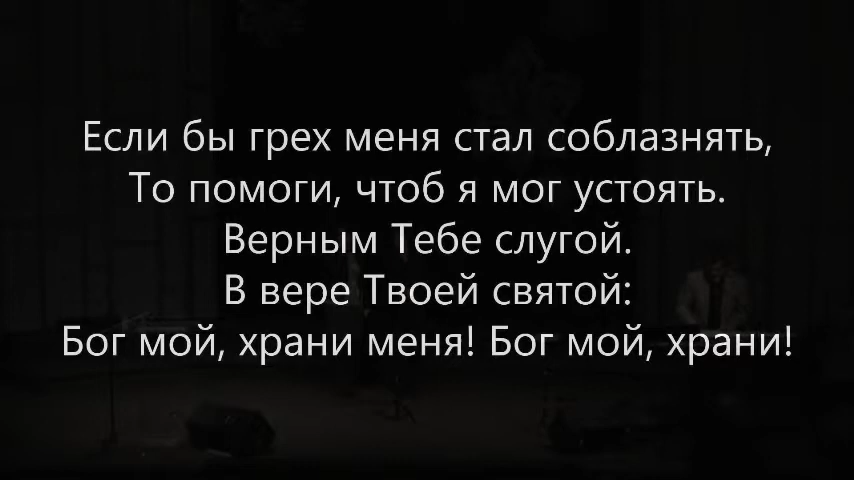 Если бы грех меня стал соблазнять,
То помоги, чтоб я мог устоять.
Верным Тебе слугой.
В вере Твоей святой:
Бог мой, храни меня! Бог мой, храни!